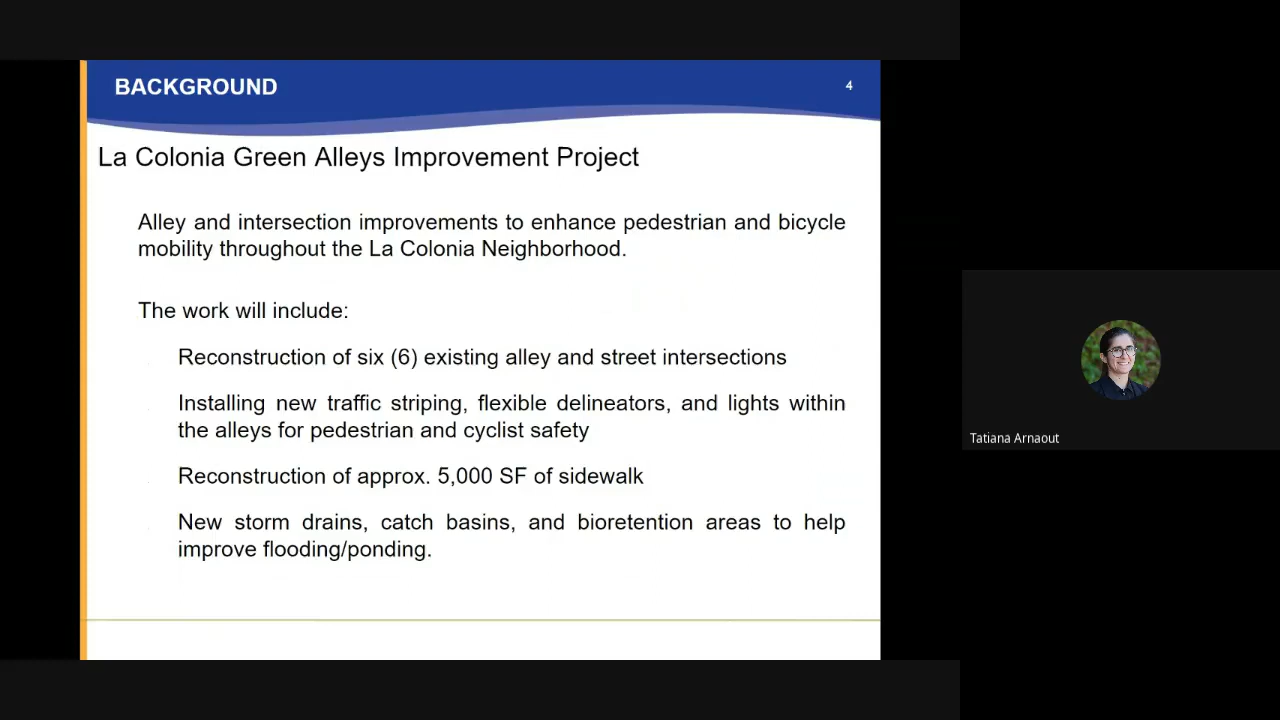 BACKGROUND
4
La Colonia Green Alleys Improvement Project
Alley and intersection improvements to enhance pedestrian and bicycle
mobility throughout the La Colonia Neighborhood.
The work will include:
Reconstruction of six (6) existing alley and street intersections
Installing new traffic striping, flexible delineators, and lights within
the alleys for pedestrian and cyclist safety
Reconstruction of approx. 5,000 SF of sidewalk
New storm drains, catch basins, and bioretention areas to help
improve flooding/ponding.
Tatiana Arnaout